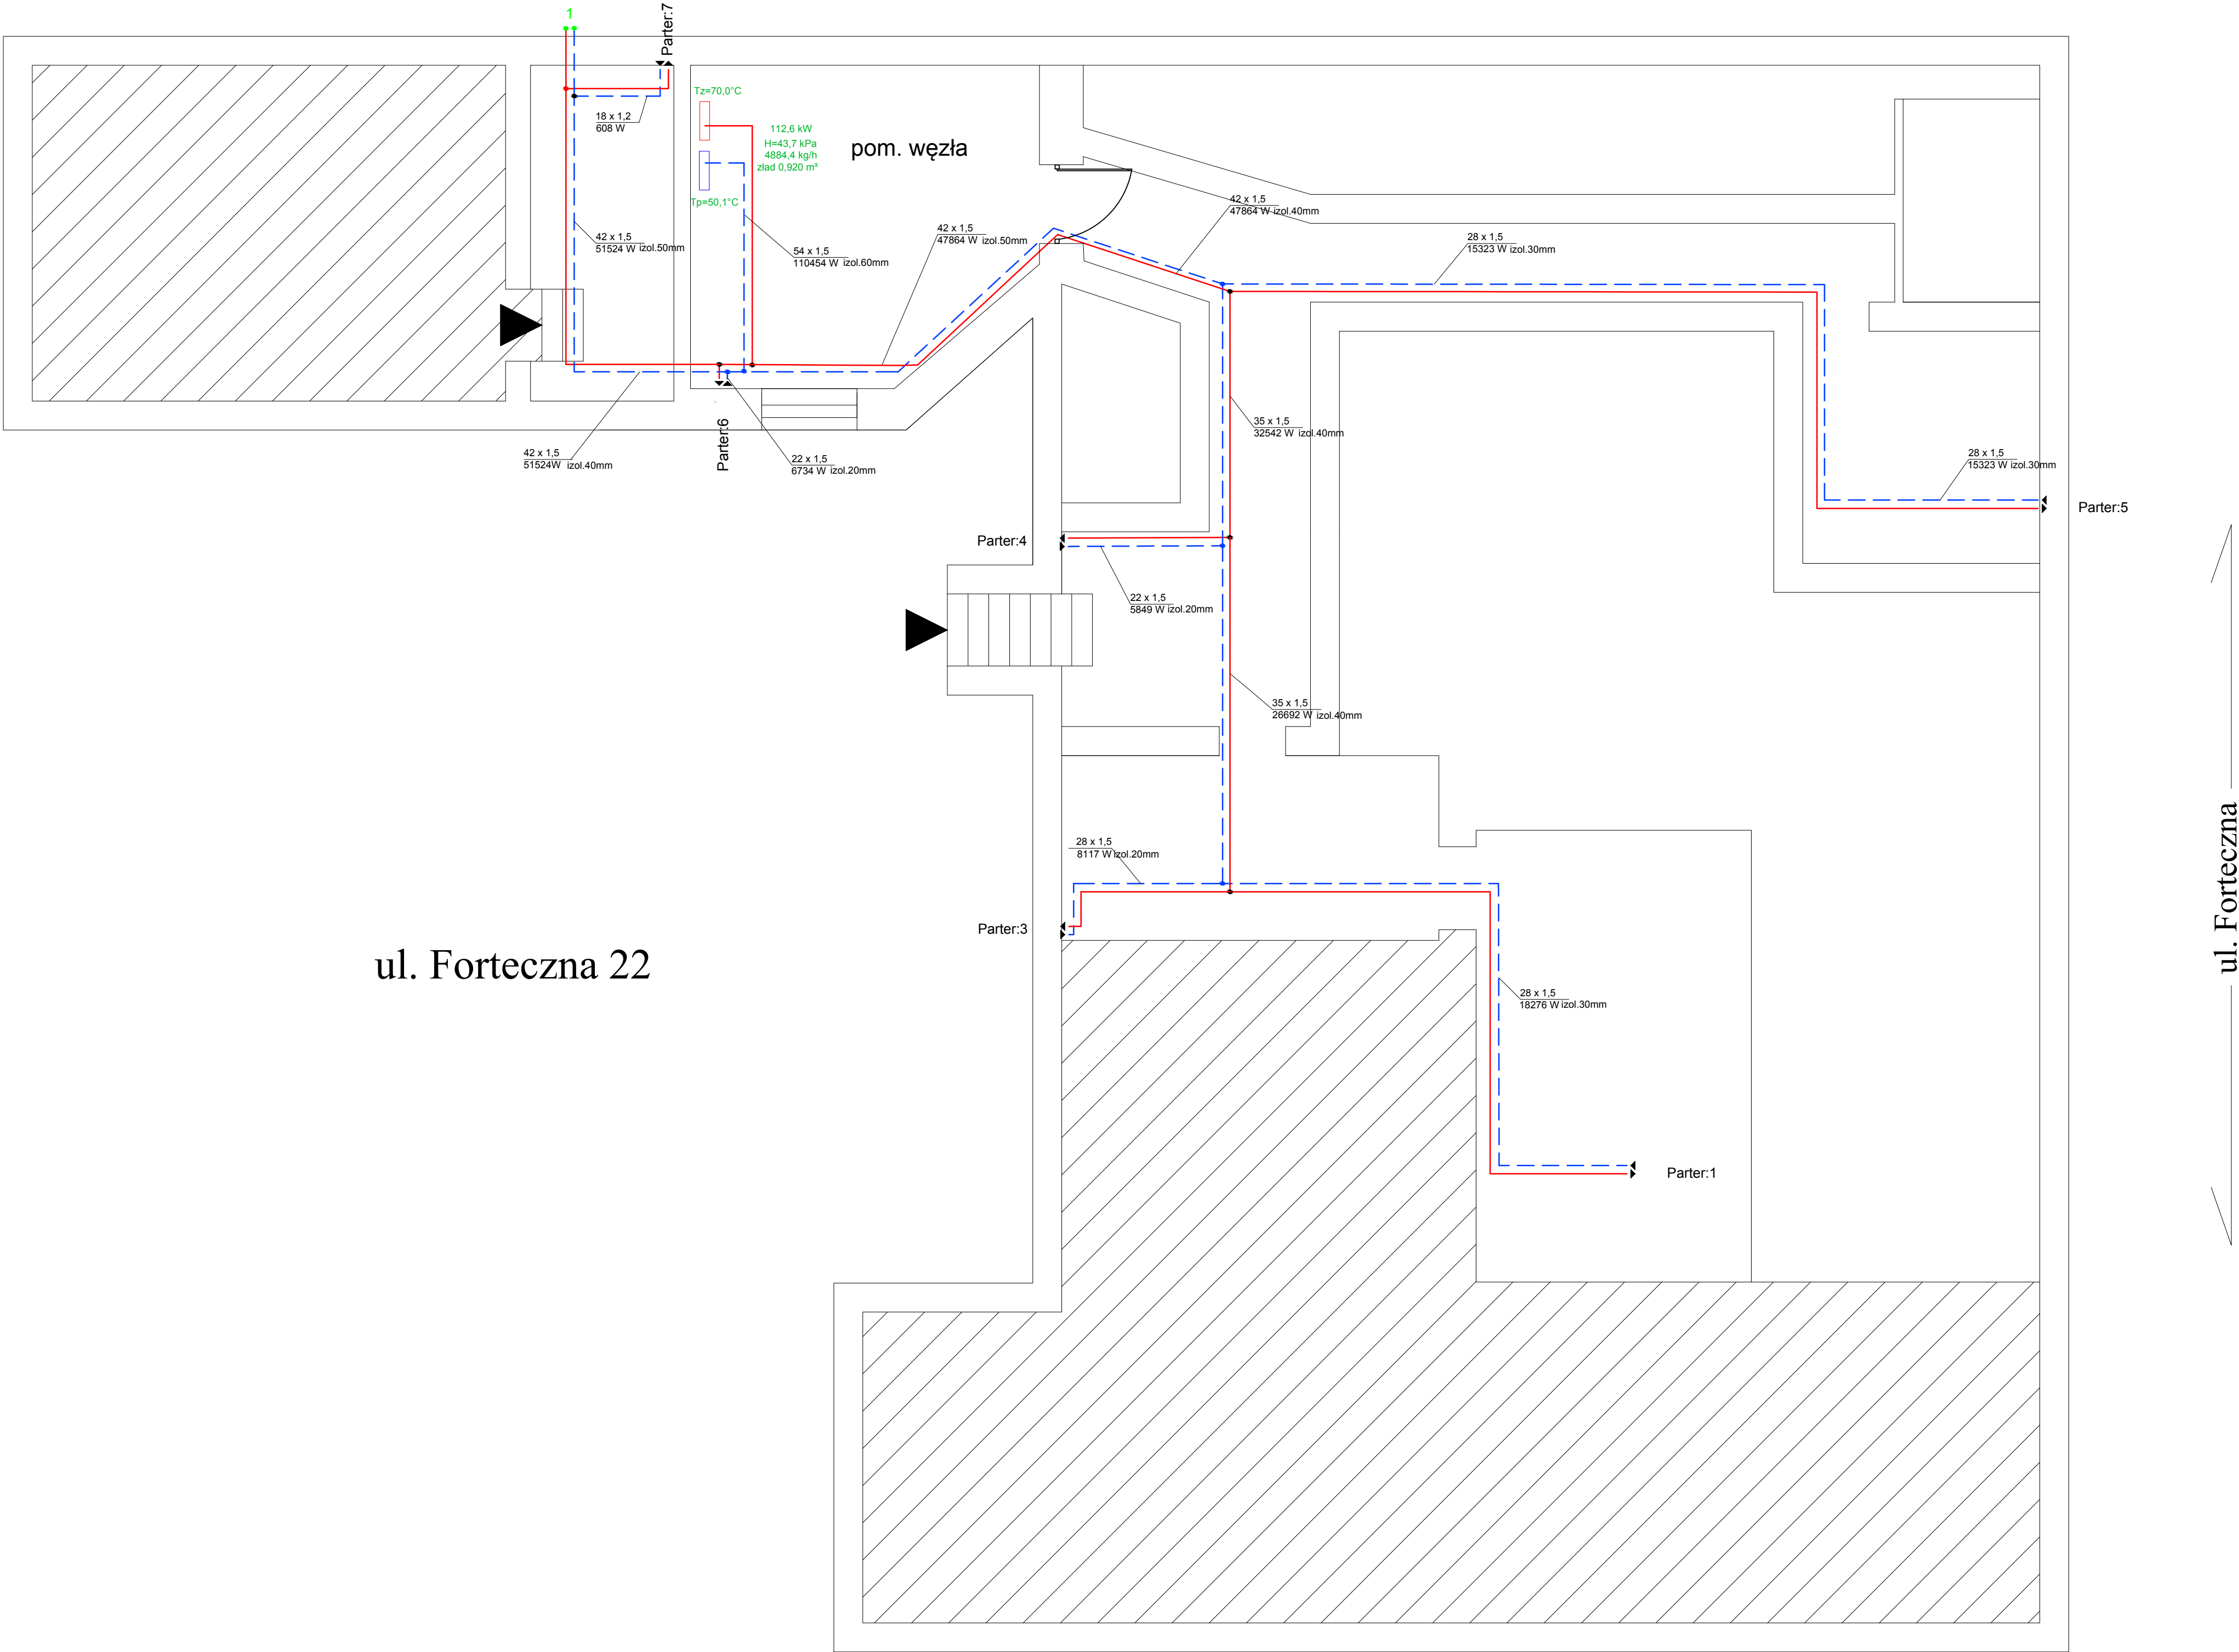 1
Parter:7
Tz=70,0°C
18 x 1,2
608 W
112,6 kW
H=43,7 kPa
4884,4 kg/h
zład 0,920 m³
pom. węzła
Tp=50,1°C
42 x 1,5
47864 W izol.40mm
42 x 1,5
51524 W izol.50mm
54 x 1,5
110454 W izol.60mm
42 x 1,5
47864 W izol.50mm
28 x 1,5
15323 W izol.30mm
35 x 1,5
32542 W izol.40mm
42 x 1,5
51524W izol.40mm
Parter:6
22 x 1,5
6734 W izol.20mm
28 x 1,5
15323 W izol.30mm
Parter:5
Parter:4
22 x 1,5
5849 W izol.20mm
35 x 1,5
26692 W izol.40mm
28 x 1,5
8117 W izol.20mm
ul. Forteczna
Parter:3
ul. Forteczna 22
28 x 1,5
18276 W izol.30mm
Parter:1